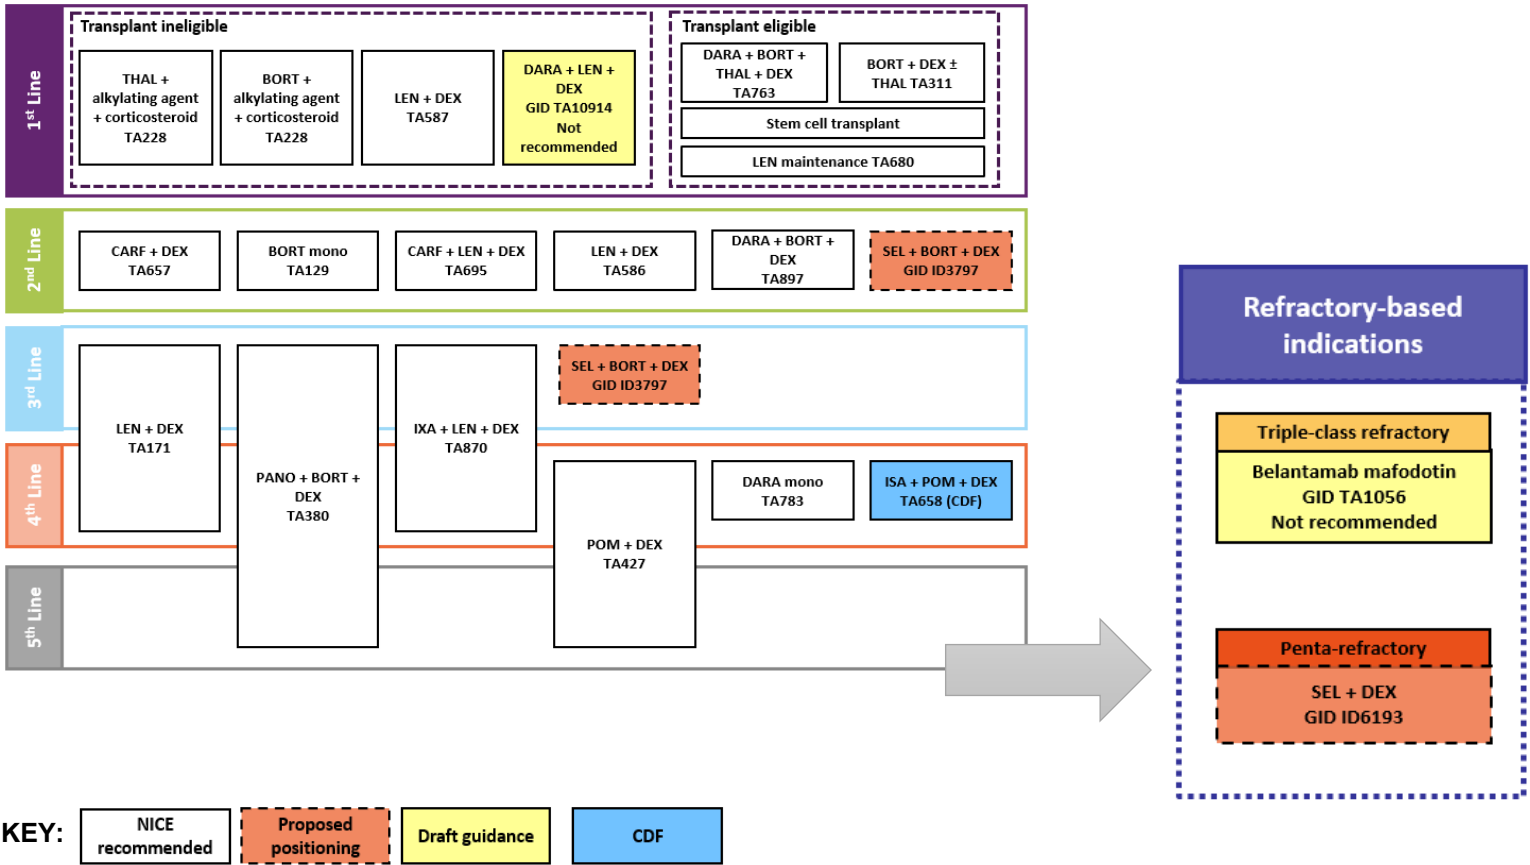 1st Line
Transplant ineligible
THAL +
alkylating agent
+ corticosteroid
TA228
BORT +
alkylating agent
+ corticosteroid
TA228
LEN + DEX
TA587
DARA + LEN +
DEX
GID TA10914
Not
recommended
Transplant eligible
DARA + BORT +
THAL + DEX
TA763
BORT + DEX ±
THAL TA311
Stem cell transplant
LEN maintenance TA680
2nd Line
CARF + DEX
TA657
BORT mono
TA129
CARF + LEN + DEX
TA695
LEN + DEX
TA586
DARA + BORT +
DEX
TA897
SEL + BORT + DEX
GID ID3797
3rd Line
LEN + DEX
TA171
PANO + BORT +
DEX
TA380
IXA + LEN + DEX
TA870
SEL + BORT + DEX
GID ID3797
4th Line
POM + DEX
TA427
DARA mono
TA783
ISA + POM + DEX
TA658 (CDF)
5th Line
Refractory-based
indications
Triple-class refractory
Belantamab mafodotin
GID TA1056
Not recommended
Penta-refractory
SEL + DEX
GID ID6193
KEY:
NICE
recommended
Proposed
positioning
Draft guidance
CDF